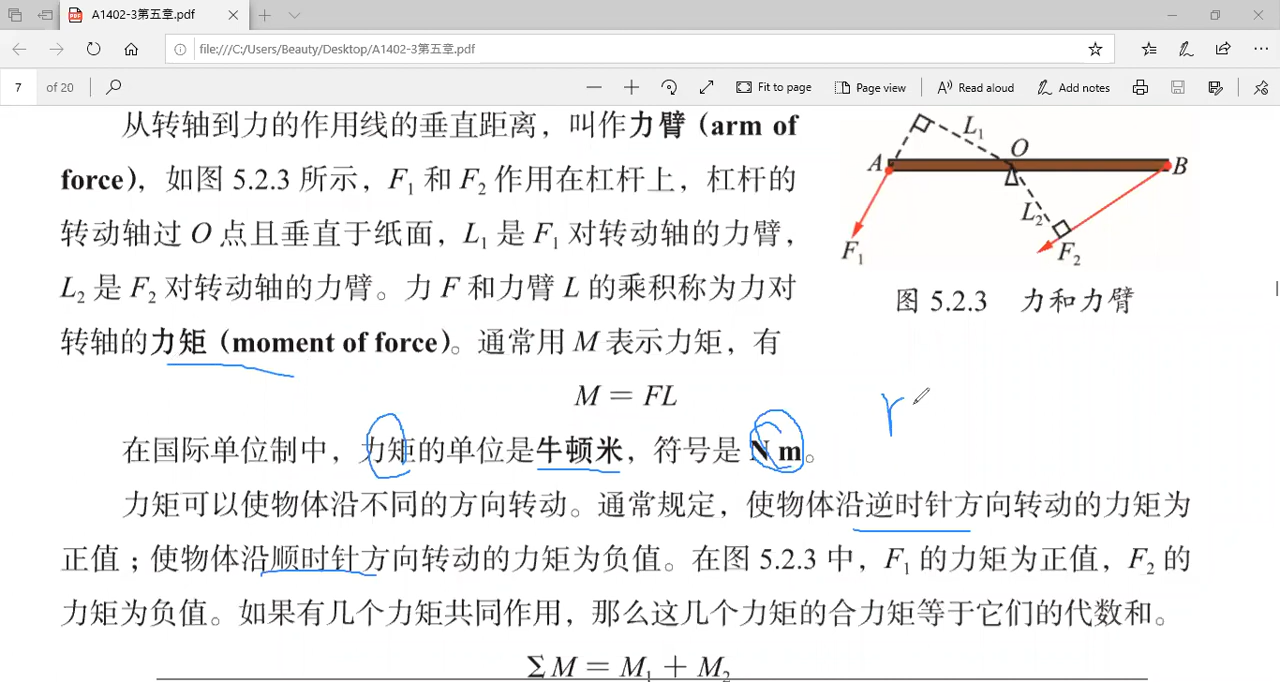 A1402-3第五章.pdf
file:///C:/Users/Beauty/Desktop/A1402-3第五章.pdf
7 of 20 Fit to page Page view Read aloud Add notes
从转轴到力的作用线的垂直距离，叫作力臂（arm of
force），如图 5.2.3 所示，F₁ 和 F₂ 作用在杠杆上，杠杆的
转动轴过 O 点且垂直于纸面，L₁ 是 F₁ 对转动轴的力臂，
L₂ 是 F₂ 对转动轴的力臂。力 F 和力臂 L 的乘积称为力对
转轴的力矩（moment of force）。通常用 M 表示力矩，有
L₁
O
A
B
L₂
F₁
F₂
图 5.2.3 力和力臂
M = FL
r
在国际单位制中，力矩的单位是牛顿米，符号是 N m。
力矩可以使物体沿不同的方向转动。通常规定，使物体沿逆时针方向转动的力矩为
正值；使物体沿顺时针方向转动的力矩为负值。在图 5.2.3 中，F₁ 的力矩为正值，F₂ 的
力矩为负值。如果有几个力矩共同作用，那么这几个力矩的合力矩等于它们的代数和。
ΣM = M₁ + M₂